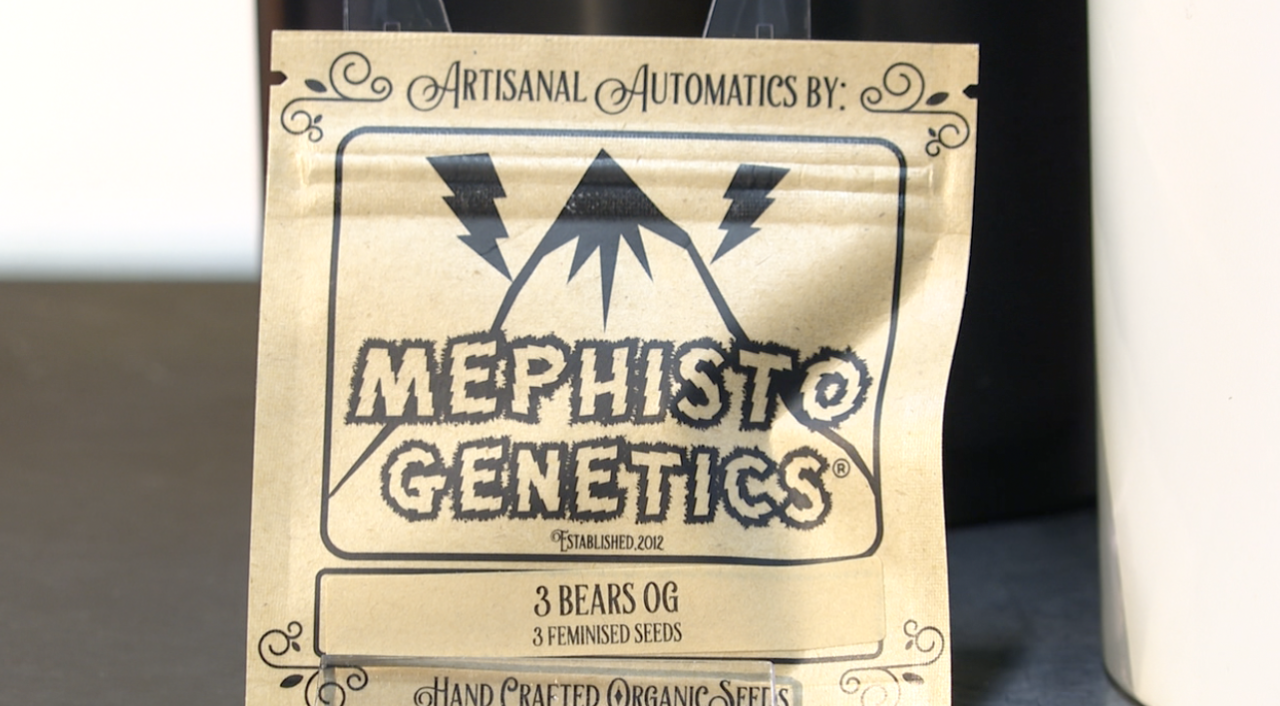 ARTISANAL AUTOMATICS BY:
MEPHISTO
GENETICS®
ESTABLISHED.2012
3 BEARS OG
3 FEMINISED SEEDS
HAND CRAFTED ORGANIC SEEDS